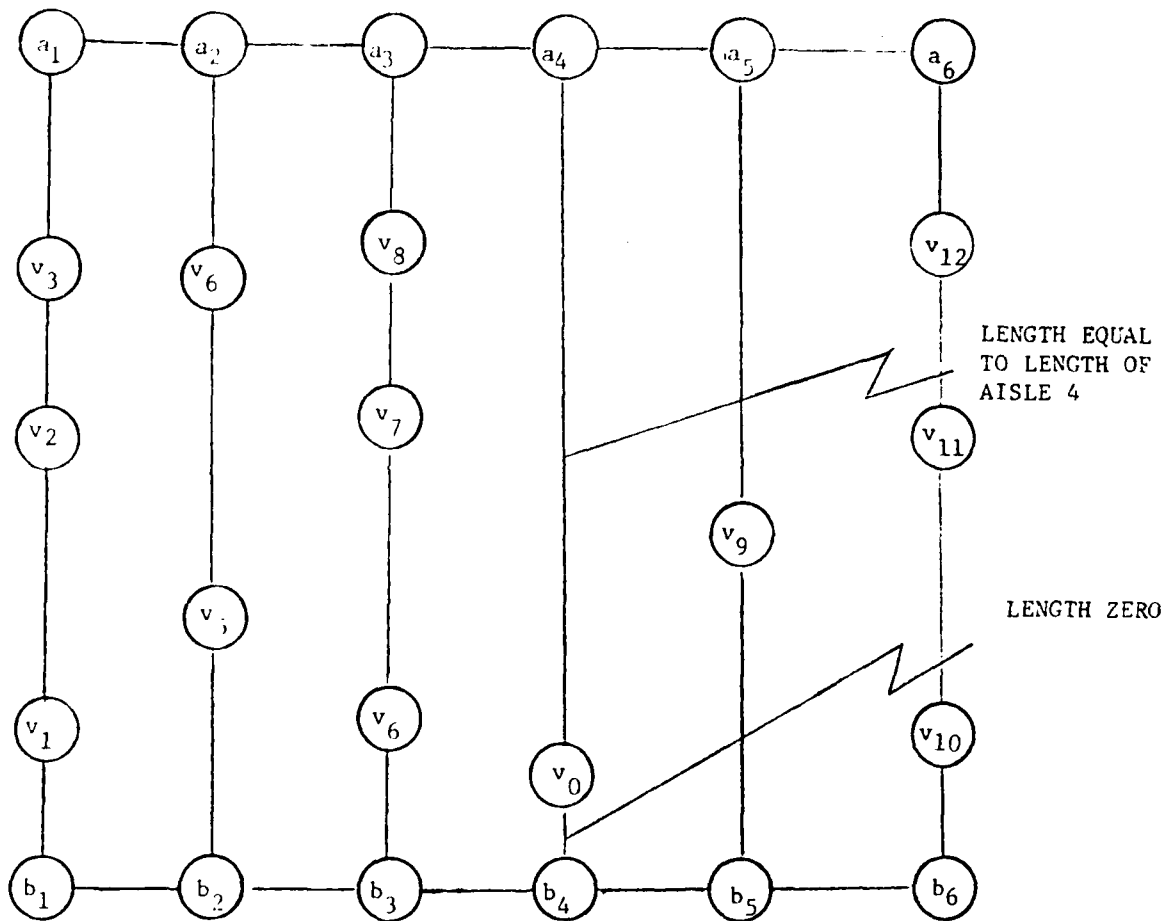 a1 a2 a3 a4 a5 a6
v3 v6 v8 v12
LENGTH EQUAL
TO LENGTH OF
AISLE 4
v2 v7 v11
v9
v5
LENGTH ZERO
v1 v6 v10
v0
b1 b2 b3 b4 b5 b6